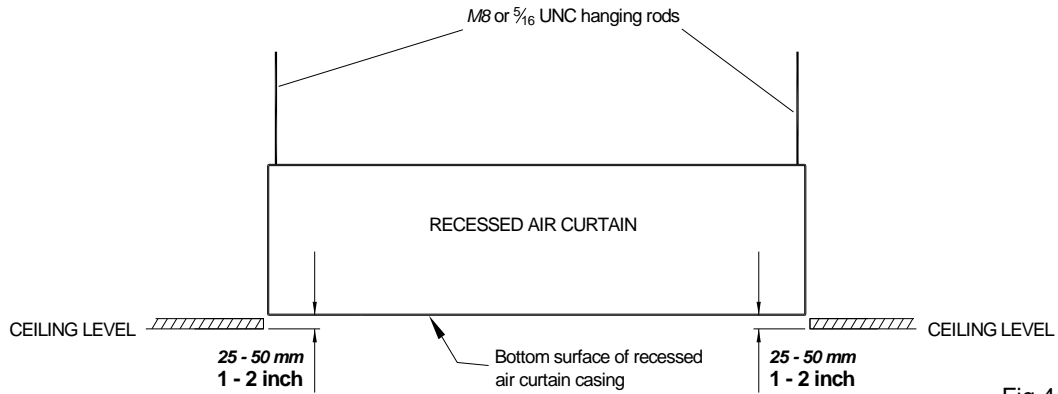 M8 or 5⁄16 UNC hanging rods
RECESSED AIR CURTAIN
CEILING LEVEL
CEILING LEVEL
25 - 50 mm
1 - 2 inch
Bottom surface of recessed
air curtain casing
25 - 50 mm
1 - 2 inch